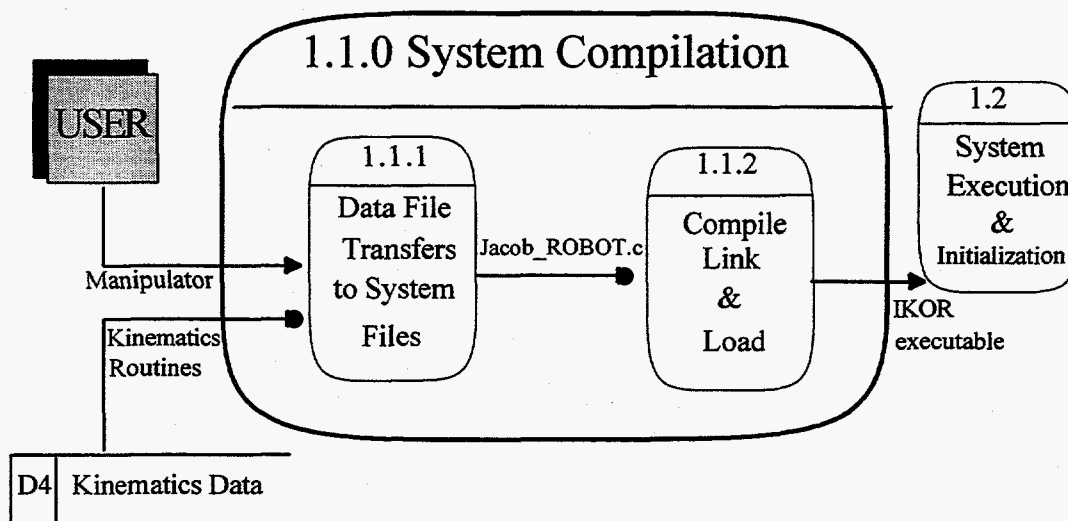 1.1.0 System Compilation
USER
1.1.1
Data File
Transfers
to System
Files
1.1.2
Compile
Link
&
Load
1.2
System
Execution
&
Initialization
Manipulator
Jacob_ROBOT.c
IKOR
executable
Kinematics
Routines
D4 Kinematics Data